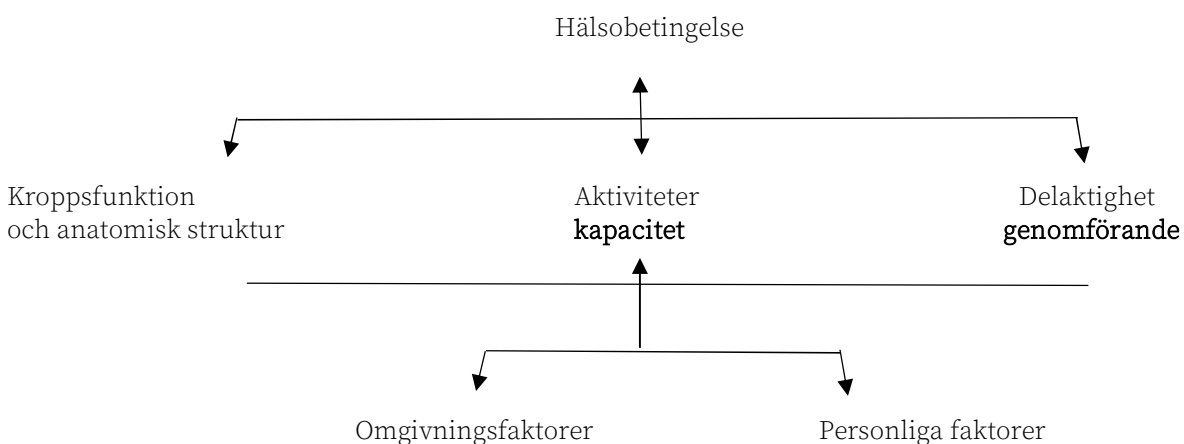 Hälsobetingelse
Kroppsfunktion
och anatomisk struktur
Aktiviteter
kapacitet
Delaktighet
genomförande
Omgivningsfaktorer
Personliga faktorer